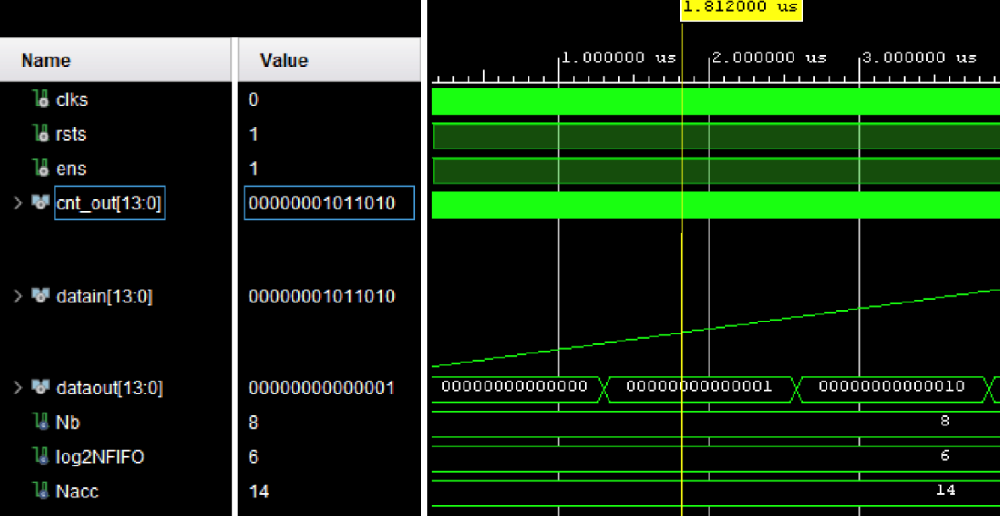 1.812000 us
Name Value 1.000000 us 2.000000 us 3.000000 us
clks 0
rsts 1
ens 1
cnt_out[13:0] 00000001011010
datain[13:0] 00000001011010
dataout[13:0] 00000000000001 00000000000000 00000000000001 00000000000010
Nb 8 8
log2NFIFO 6 6
Nacc 14 14